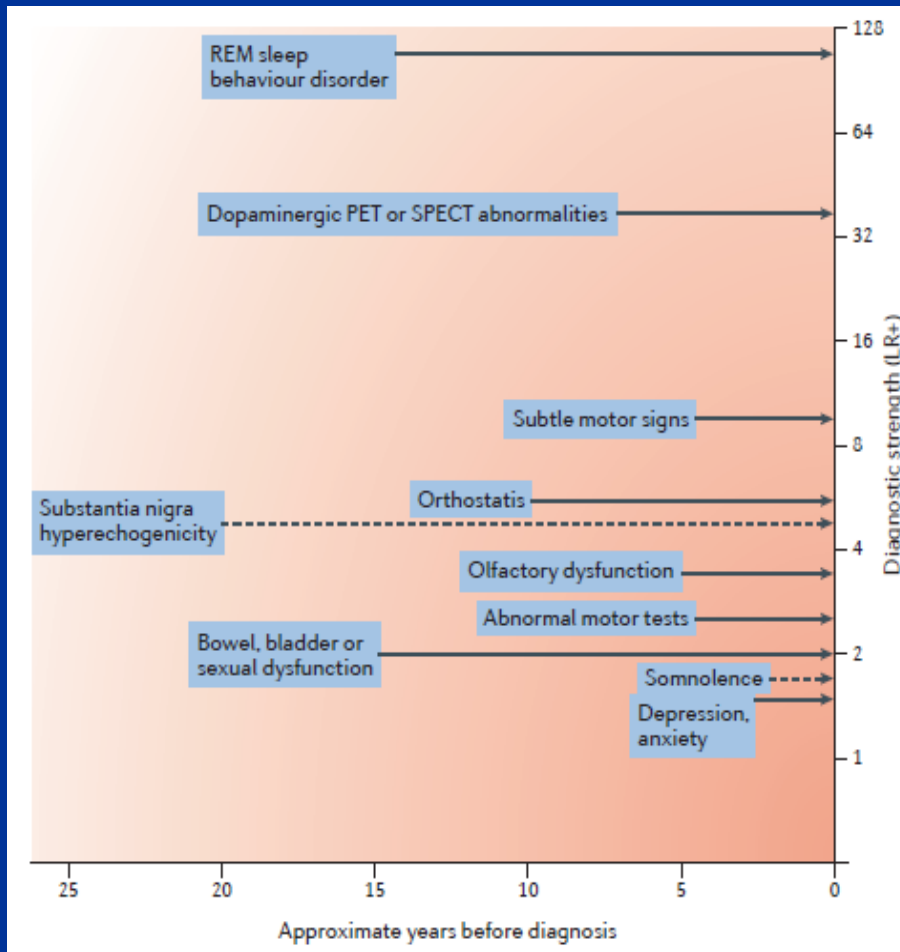 REM sleep
behaviour disorder
128
64
Dopaminergic PET or SPECT abnormalities
32
16
Subtle motor signs
8
Orthostatis
Substantia nigra
hyperechogenicity
4
Olfactory dysfunction
Abnormal motor tests
Bowel, bladder or
sexual dysfunction
2
Somnolence
Depression,
anxiety
1
Diagnostic strength (LR+)
25 20 15 10 5 0
Approximate years before diagnosis